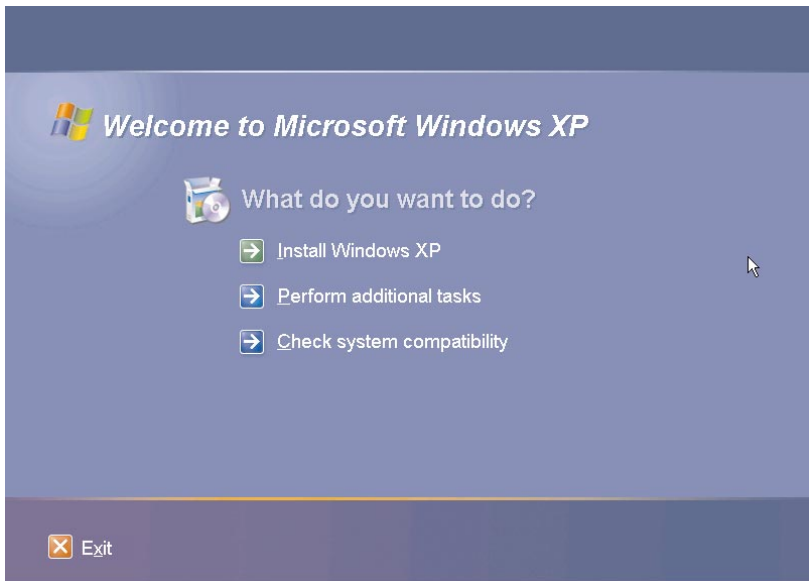 Welcome to Microsoft Windows XP
What do you want to do?
Install Windows XP
Perform additional tasks
Check system compatibility
Exit